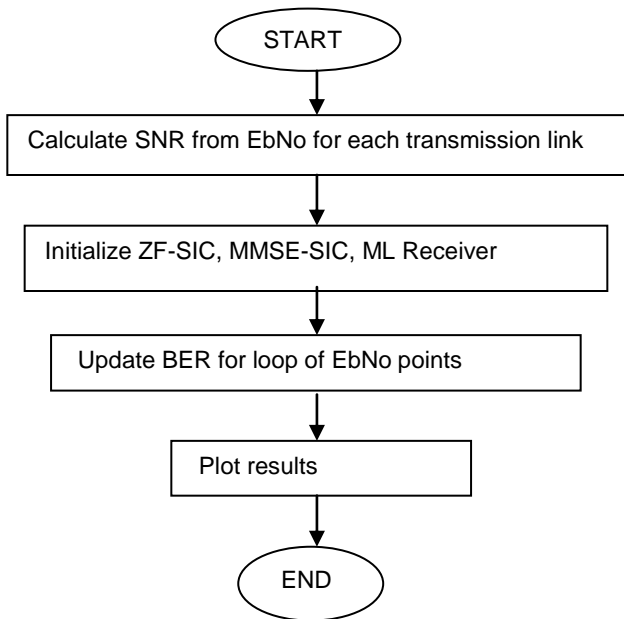 START
Calculate SNR from EbNo for each transmission link
Initialize ZF-SIC, MMSE-SIC, ML Receiver
Update BER for loop of EbNo points
Plot results
END